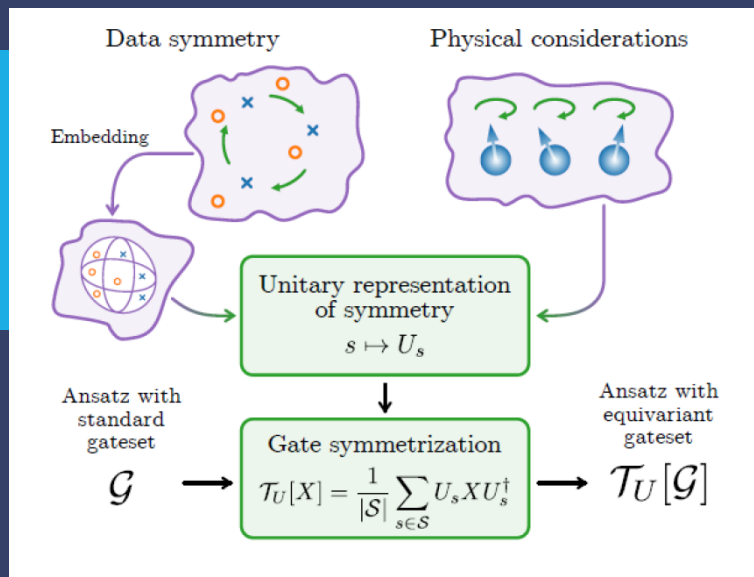 Data symmetry
Physical considerations
Embedding
Unitary representation
of symmetry
s ↦ U_s
Ansatz with
standard
gateset
𝒢
Gate symmetrization
𝒯_U[X] = 1/|𝒮| ∑_{s∈𝒮} U_s X U_s^†
Ansatz with
equivariant
gateset
𝒯_U[𝒢]